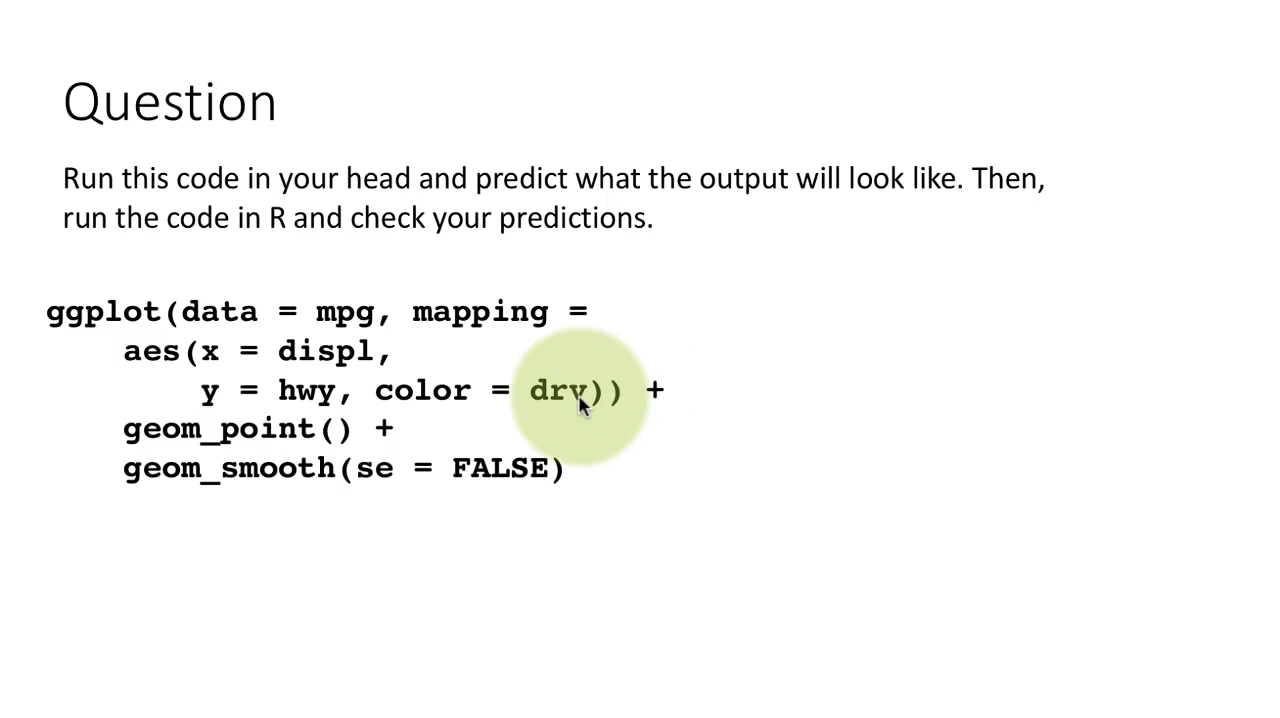 Question
Run this code in your head and predict what the output will look like. Then,
run the code in R and check your predictions.
ggplot(data = mpg, mapping =
aes(x = displ,
y = hwy, color = drv)) +
geom_point() +
geom_smooth(se = FALSE)